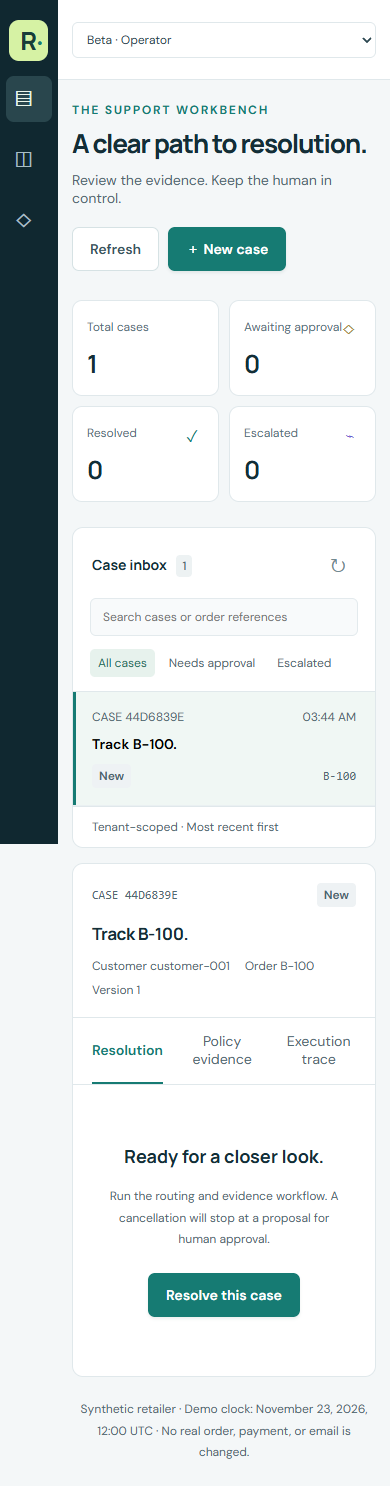 R.
Beta · Operator
THE SUPPORT WORKBENCH
A clear path to resolution.
Review the evidence. Keep the human in
control.
Refresh
+ New case
Total cases
1
Awaiting approval
0
Resolved
0
Escalated
0
Case inbox 1
Search cases or order references
All cases Needs approval Escalated
CASE 44D6839E 03:44 AM
Track B-100.
New B-100
Tenant-scoped · Most recent first
CASE 44D6839E New
Track B-100.
Customer customer-001 Order B-100
Version 1
Resolution
Policy
evidence
Execution
trace
Ready for a closer look.
Run the routing and evidence workflow. A
cancellation will stop at a proposal for
human approval.
Resolve this case
Synthetic retailer · Demo clock: November 23, 2026,
12:00 UTC · No real order, payment, or email is
changed.